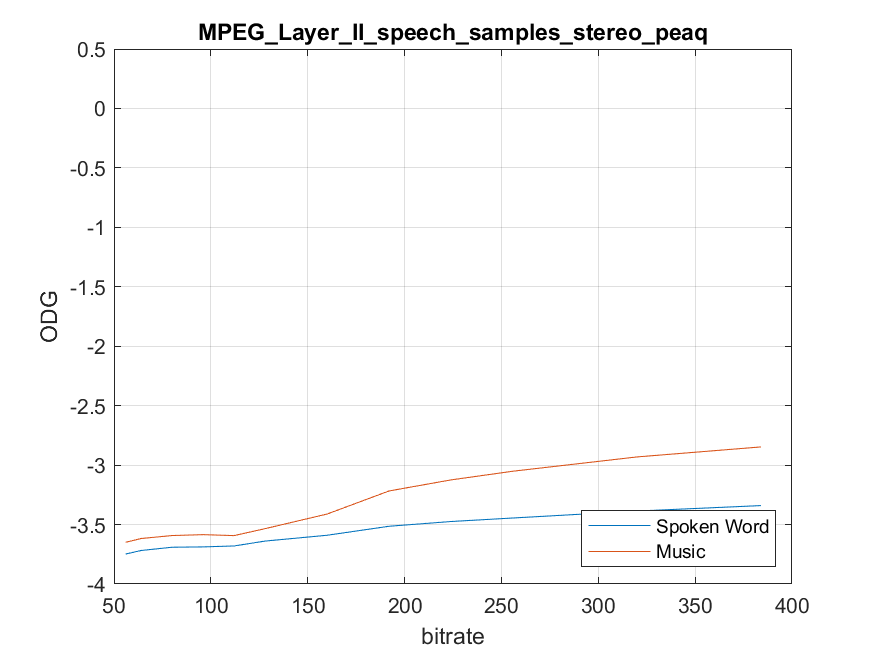 MPEG_Layer_II_speech_samples_stereo_peaq
0.5
0
-0.5
-1
-1.5
-2
-2.5
-3
-3.5
-4
ODG
50 100 150 200 250 300 350 400
bitrate
Spoken Word
Music